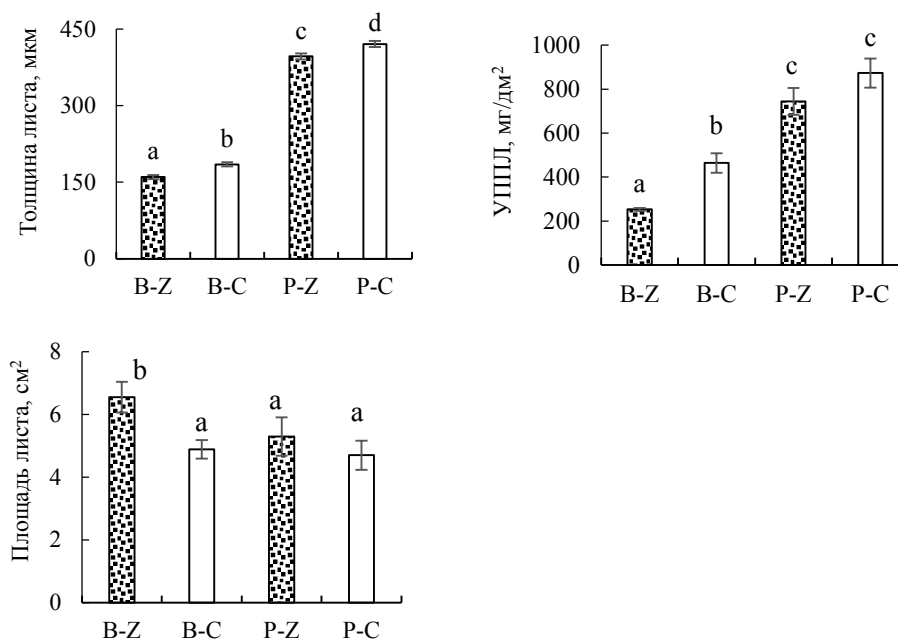 Толщина листа, мкм
450
300
150
0
a
b
c
d
B-Z
B-C
P-Z
P-C
УППЛ, мг/дм²
1000
800
600
400
200
0
a
b
c
c
B-Z
B-C
P-Z
P-C
Площадь листа, см²
8
6
4
2
0
b
a
a
a
B-Z
B-C
P-Z
P-C